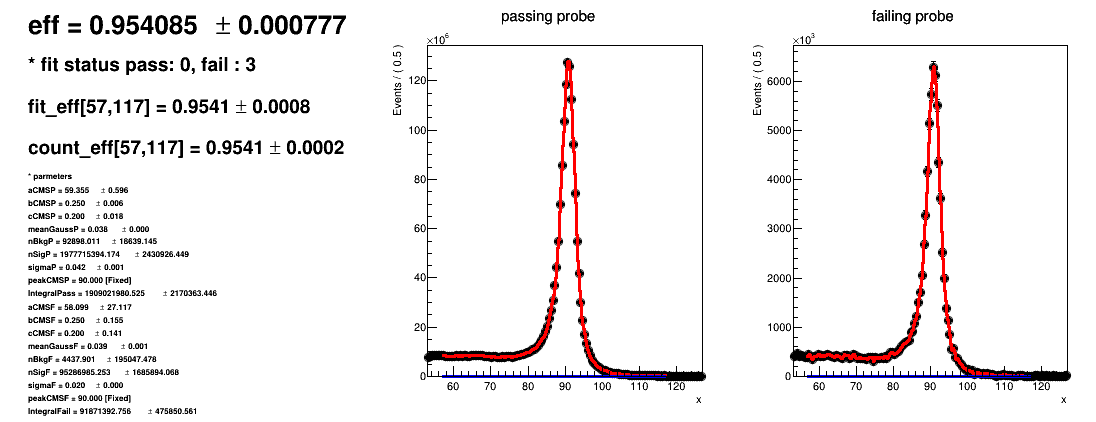 eff = 0.954085 ± 0.000777
* fit status pass: 0, fail : 3
fit_eff[57,117] = 0.9541 ± 0.0008
count_eff[57,117] = 0.9541 ± 0.0002
* parmeters
aCMSP = 59.355 ± 0.596
bCMSP = 0.250 ± 0.006
cCMSP = 0.200 ± 0.018
meanGaussP = 0.038 ± 0.000
nBkgP = 92898.011 ± 18639.145
nSigP = 1977715394.174 ± 2430926.449
sigmaP = 0.042 ± 0.001
peakCMSP = 90.000 [Fixed]
IntegralPass = 1909021980.525 ± 2170363.446
aCMSF = 58.099 ± 27.117
bCMSF = 0.250 ± 0.155
cCMSF = 0.200 ± 0.141
meanGaussF = 0.039 ± 0.001
nBkgF = 4437.901 ± 195047.478
nSigF = 95286985.253 ± 1685894.068
sigmaF = 0.020 ± 0.000
peakCMSF = 90.000 [Fixed]
IntegralFail = 91871392.756 ± 475850.561
passing probe
×10⁶
Events / ( 0.5 )
120
100
80
60
40
20
0
60 70 80 90 100 110 120
x
failing probe
×10³
Events / ( 0.5 )
6000
5000
4000
3000
2000
1000
0
60 70 80 90 100 110 120
x